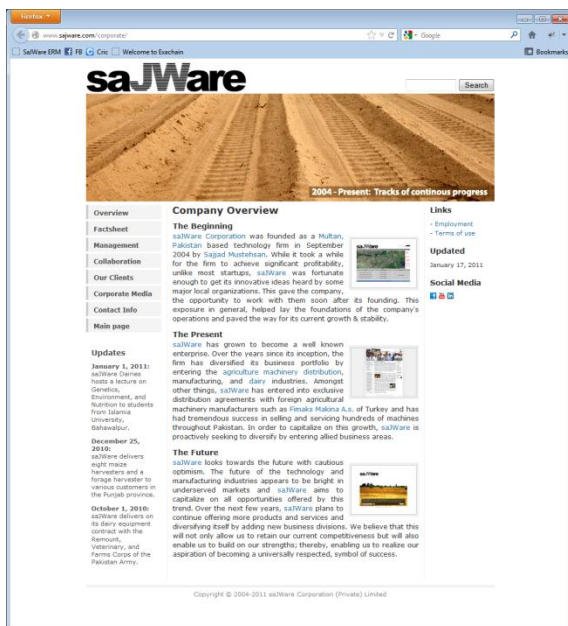 Firefox
www.sajware.com/corporate/
Google
SaJWare ERM
FB
Cric
Welcome to Exachain
Bookmarks
saJWare
Search
2004 - Present: Tracks of continous progress
Overview
Factsheet
Management
Collaboration
Our Clients
Corporate Media
Contact Info
Main page
Updates
January 1, 2011:
saJWare Dairies
hosts a lecture on
Genetics,
Environment, and
Nutrition to students
from Islamia
University,
Bahawalpur.
December 25,
2010:
saJWare delivers
eight maize
harvesters and a
forage harvester to
various customers in
the Punjab province.
October 1, 2010:
saJWare delivers on
its dairy equipment
contract with the
Remount,
Veterinary, and
Farms Corps of the
Pakistan Army.
Company Overview
The Beginning
saJWare Corporation was founded as a Multan,
Pakistan based technology firm in September
2004 by Sajjad Mustehsan. While it took a while
for the firm to achieve significant profitability,
unlike most startups, saJWare was fortunate
enough to get its innovative ideas heard by some
major local organizations. This gave the company,
the opportunity to work with them soon after its founding. This
exposure in general, helped lay the foundations of the company's
operations and paved the way for its current growth & stability.
The Present
saJWare has grown to become a well known
enterprise. Over the years since its inception, the
firm has diversified its business portfolio by
entering the agriculture machinery distribution,
manufacturing, and dairy industries. Amongst
other things, saJWare has entered into exclusive
distribution agreements with foreign agricultural
machinery manufacturers such as Fimaks Makina A.s. of Turkey and has
had tremendous success in selling and servicing hundreds of machines
throughout Pakistan. In order to capitalize on this growth, saJWare is
proactively seeking to diversify by entering allied business areas.
The Future
saJWare looks towards the future with cautious
optimism. The future of the technology and
manufacturing industries appears to be bright in
underserved markets and saJWare aims to
capitalize on all opportunities offered by this
trend. Over the next few years, saJWare plans to
continue offering more products and services and
diversifying itself by adding new business divisions. We believe that this
will not only allow us to retain our current competitiveness but will also
enable us to build on our strengths; thereby, enabling us to realize our
aspiration of becoming a universally respected, symbol of success.
Links
- Employment
- Terms of use
Updated
January 17, 2011
Social Media
Copyright © 2004-2011 saJWare Corporation (Private) Limited